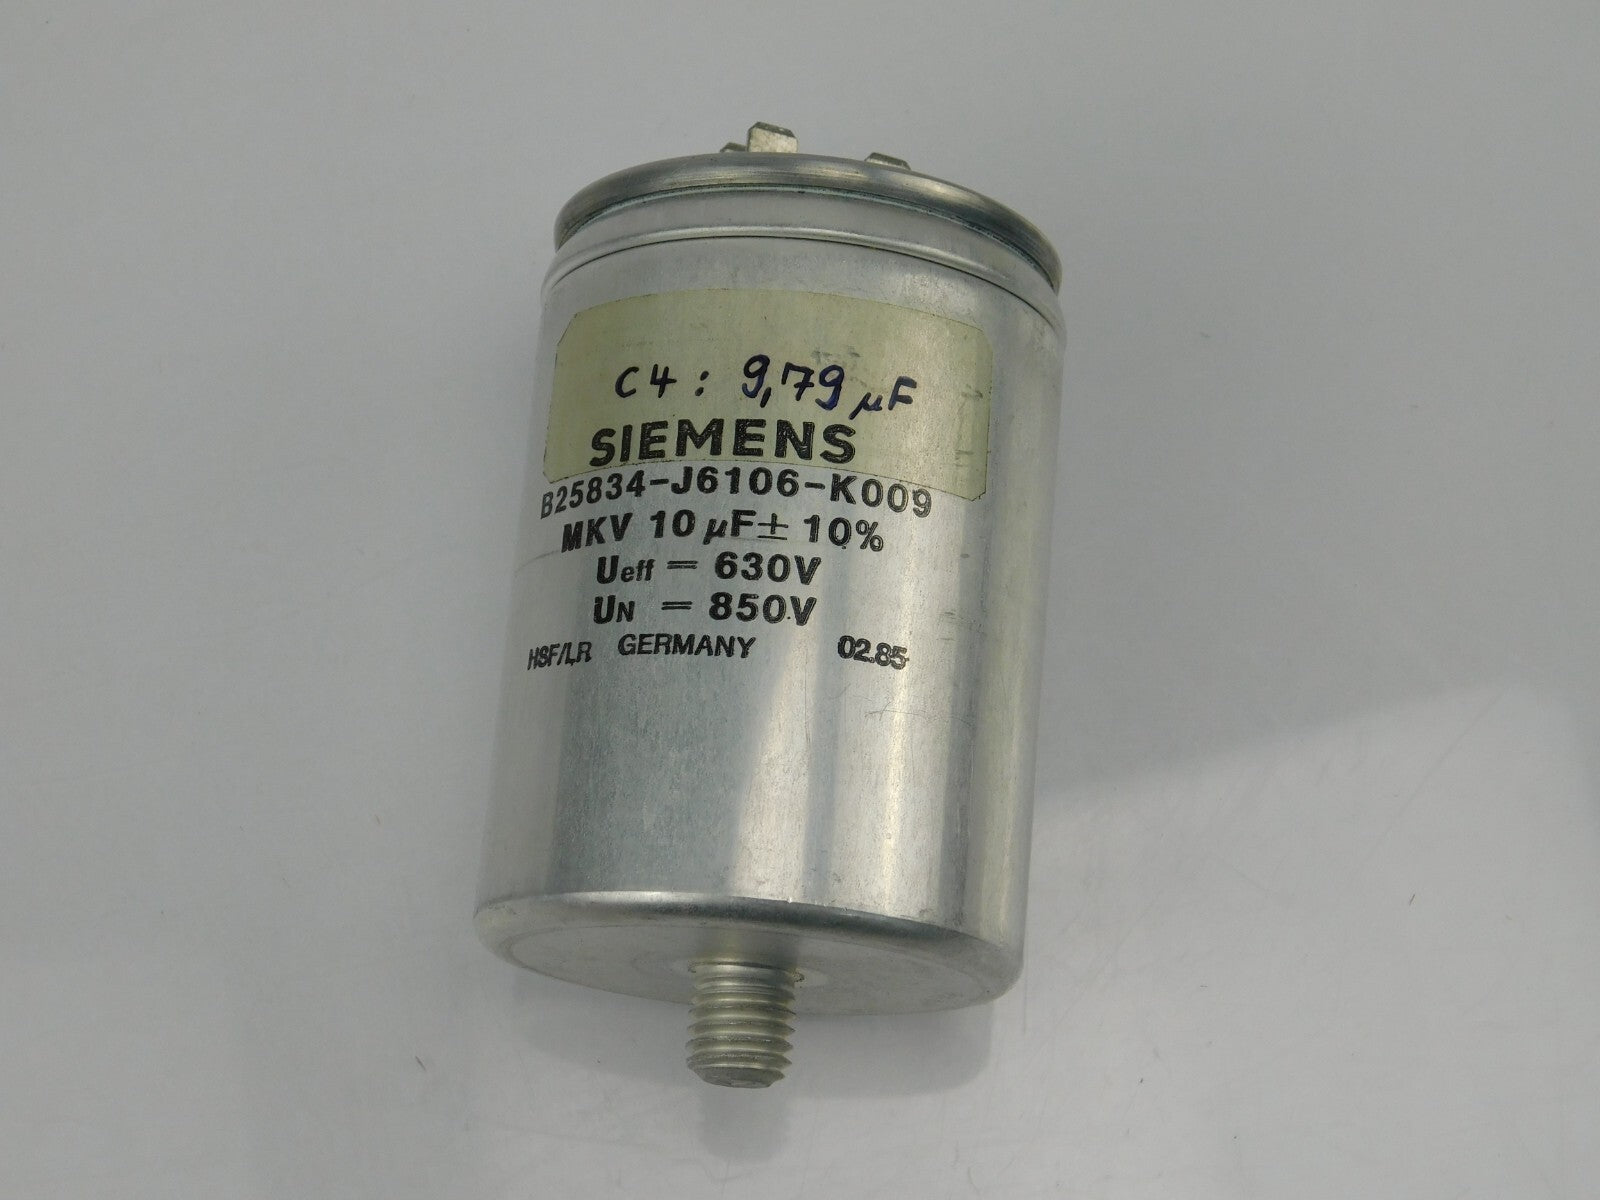 C4: 9,79 µF
SIEMENS
B25834-J6106-K009
MKV 10 µF ± 10%
Ueff = 630V
UN = 850V
HSF/LR GERMANY 02.85